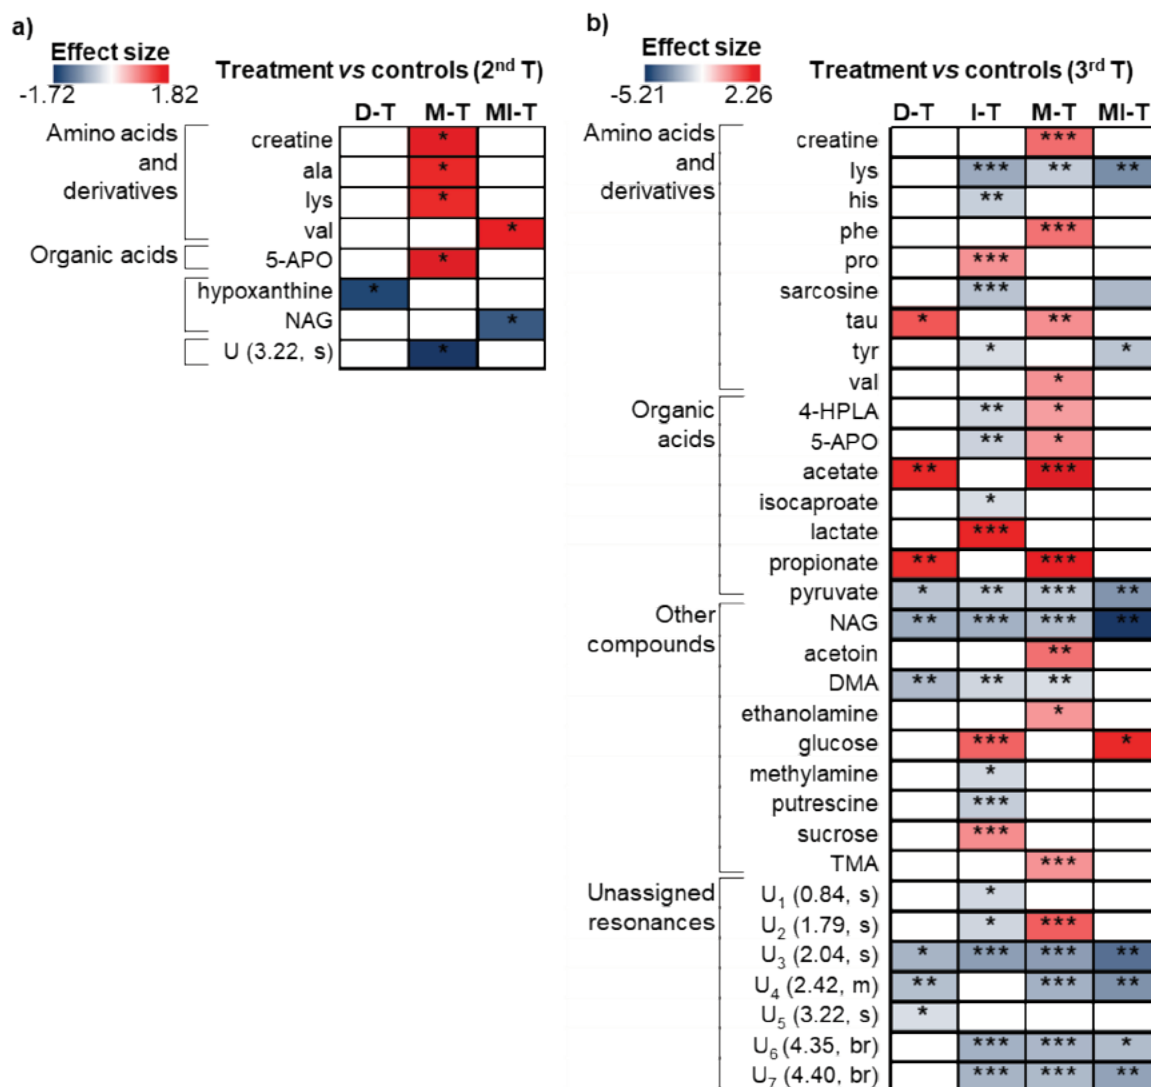 a)
Effect size
-1.72 1.82
Treatment vs controls (2nd T)
D-T M-T MI-T
Amino acids and derivatives
creatine *
ala *
lys *
val *
Organic acids
5-APO *
hypoxanthine *
NAG *
U (3.22, s) *
b)
Effect size
-5.21 2.26
Treatment vs controls (3rd T)
D-T I-T M-T MI-T
Amino acids and derivatives
creatine ***
lys *** ** **
his **
phe ***
pro ***
sarcosine ***
tau * **
tyr * *
val *
Organic acids
4-HPLA ** *
5-APO ** *
acetate ** ***
isocaproate *
lactate ***
propionate ** ***
pyruvate * ** *** **
Other compounds
NAG ** *** *** **
acetoin **
DMA ** ** **
ethanolamine *
glucose *** *
methylamine *
putrescine ***
sucrose ***
TMA ***
Unassigned resonances
U1 (0.84, s) *
U2 (1.79, s) * ***
U3 (2.04, s) * *** *** **
U4 (2.42, m) ** *** **
U5 (3.22, s) *
U6 (4.35, br) *** *** *
U7 (4.40, br) *** *** **